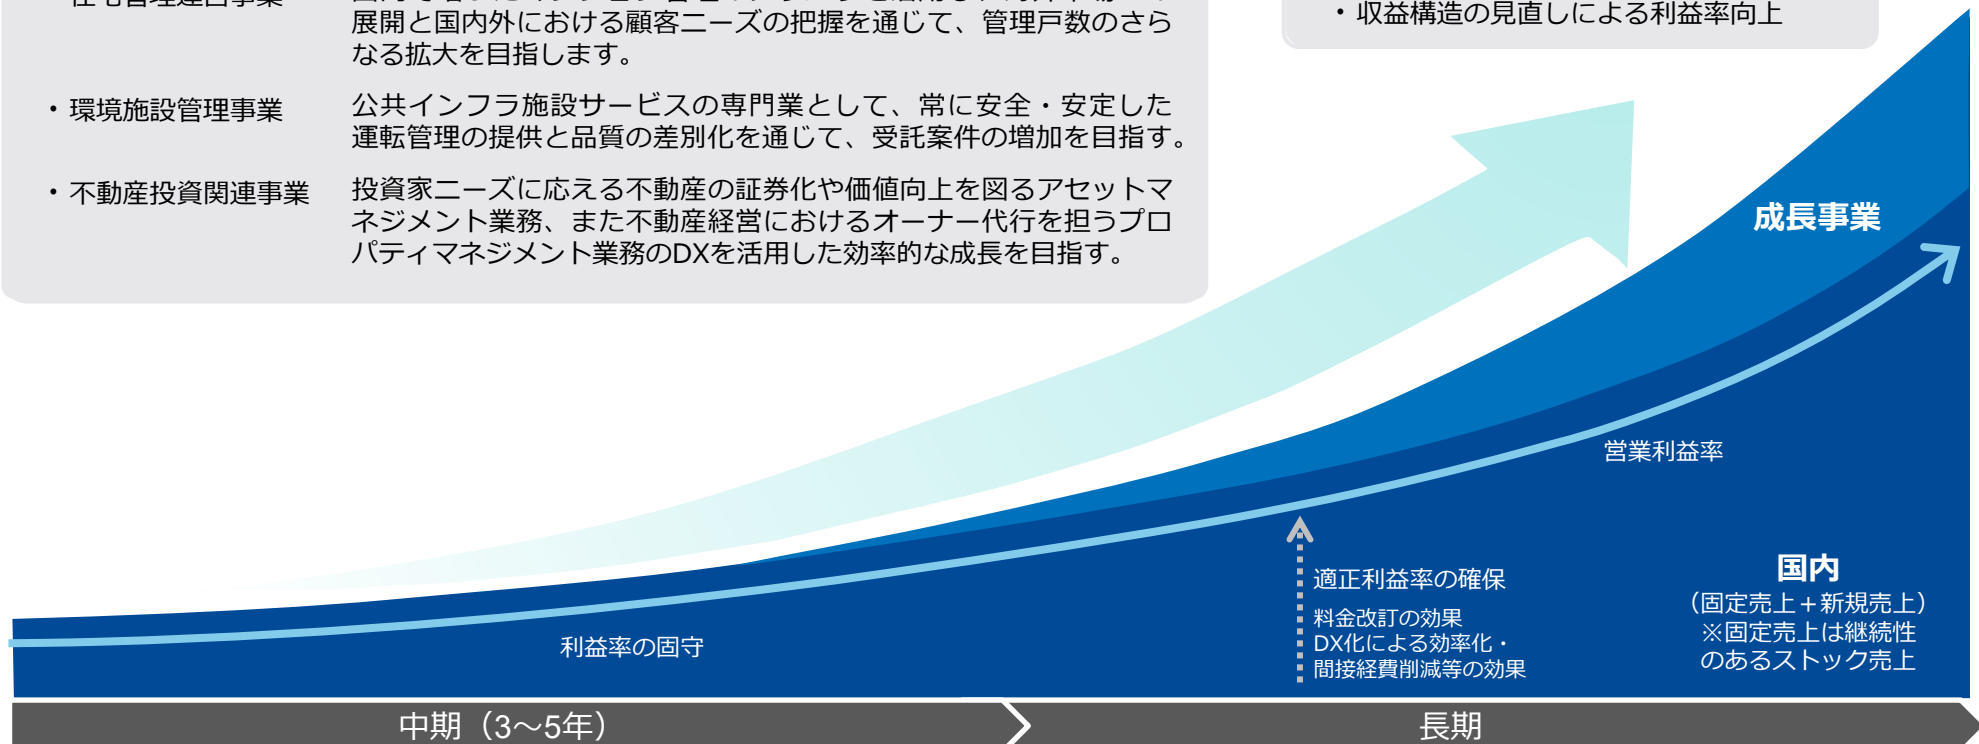 展開と国内外における顧客ニーズの把握を通じて、管理戸数のさら
なる拡大を目指します。
・環境施設管理事業
公共インフラ施設サービスの専門業として、常に安全・安定した
運転管理の提供と品質の差別化を通じて、受託案件の増加を目指す。
・不動産投資関連事業
投資家ニーズに応える不動産の証券化や価値向上を図るアセットマ
ネジメント業務、また不動産経営におけるオーナー代行を担うプロ
パティマネジメント業務のDXを活用した効率的な成長を目指す。
・収益構造の見直しによる利益率向上
成長事業
営業利益率
適正利益率の確保
料金改訂の効果
DX化による効率化・
間接経費削減等の効果
国内
（固定売上＋新規売上）
※固定売上は継続性
のあるストック売上
利益率の固守
中期（3～5年）
長期